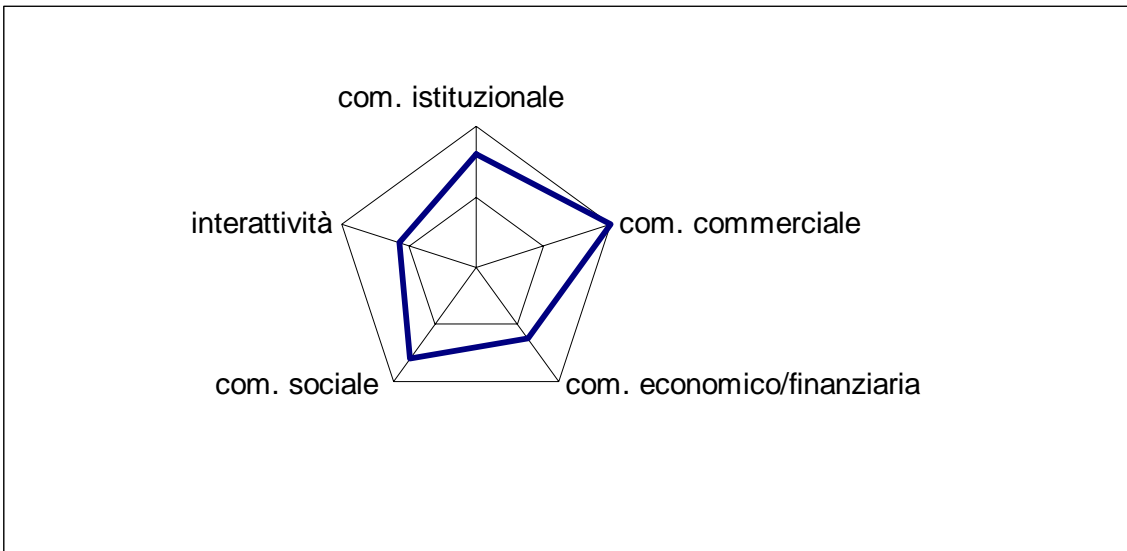 com. istituzionale
interattività
com. commerciale
com. sociale
com. economico/finanziaria